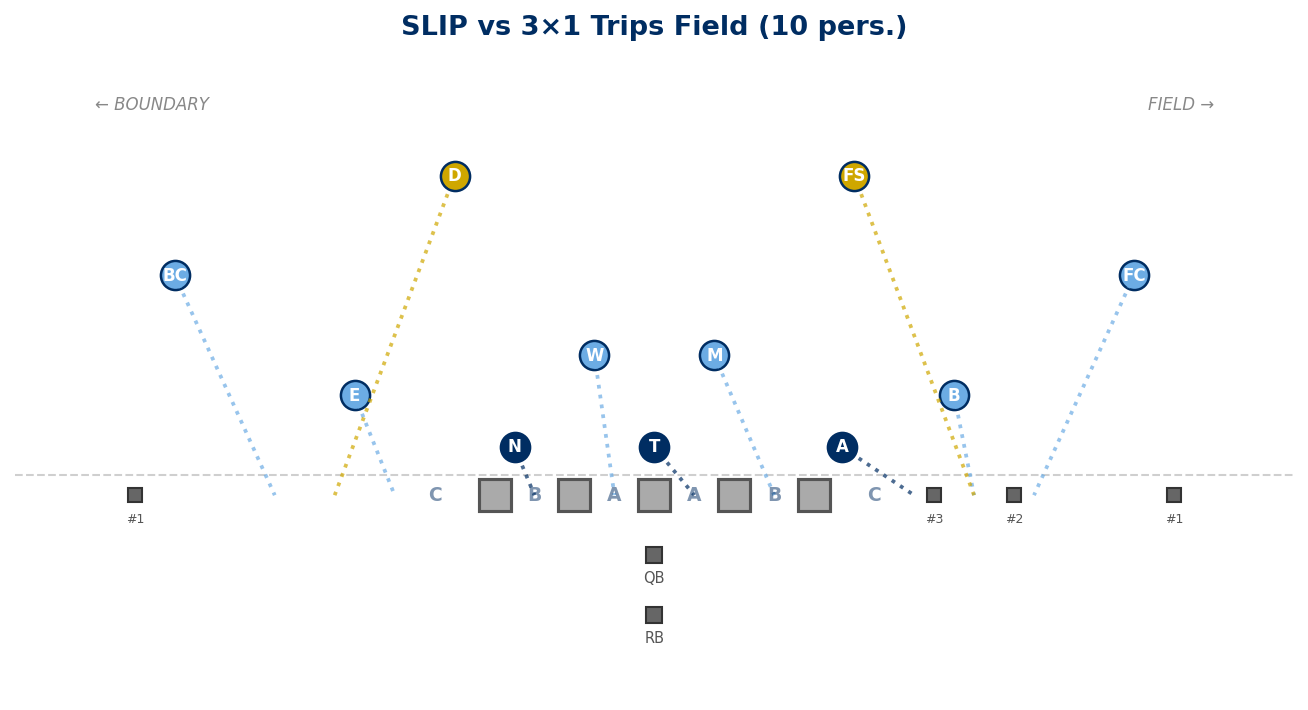 SLIP vs 3×1 Trips Field (10 pers.)
← BOUNDARY
FIELD →
D
FS
BC
FC
W
M
E
B
N
T
A
C
B
A
A
B
C
#1
#3
#2
#1
QB
RB